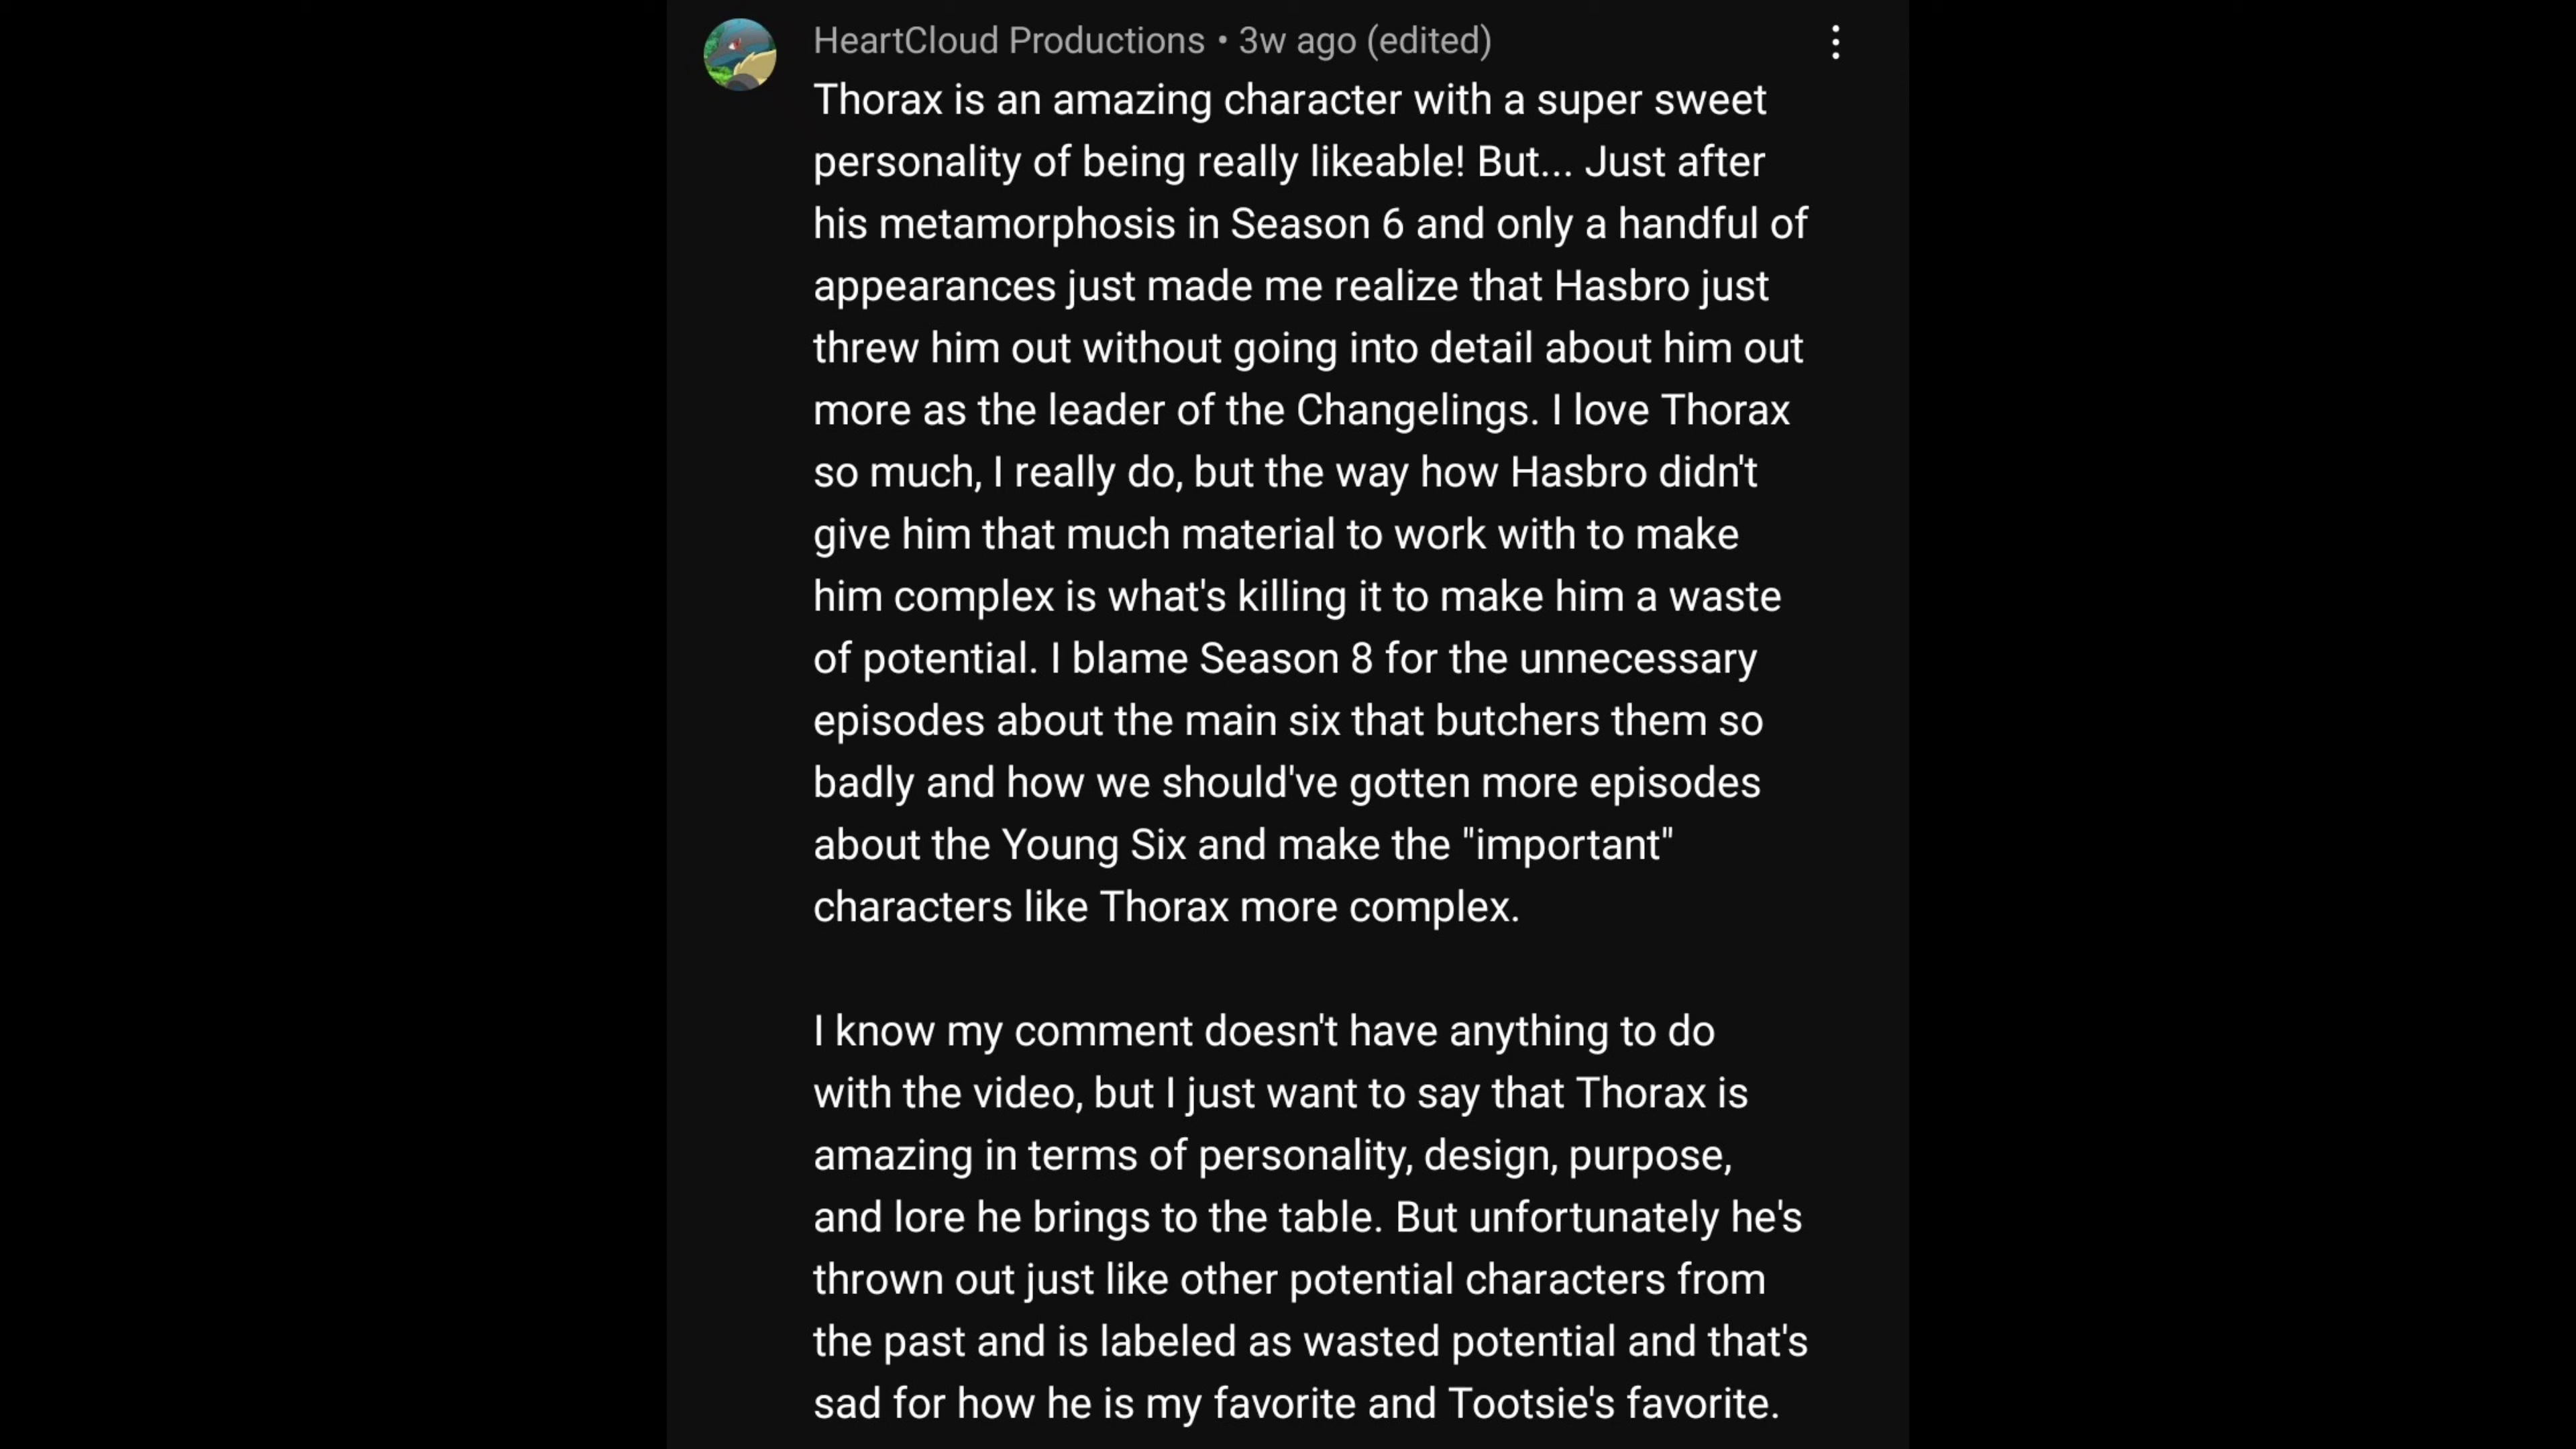 HeartCloud Productions • 3w ago (edited)
Thorax is an amazing character with a super sweet
personality of being really likeable! But... Just after
his metamorphosis in Season 6 and only a handful of
appearances just made me realize that Hasbro just
threw him out without going into detail about him out
more as the leader of the Changelings. I love Thorax
so much, I really do, but the way how Hasbro didn't
give him that much material to work with to make
him complex is what's killing it to make him a waste
of potential. I blame Season 8 for the unnecessary
episodes about the main six that butchers them so
badly and how we should've gotten more episodes
about the Young Six and make the "important"
characters like Thorax more complex.
I know my comment doesn't have anything to do
with the video, but I just want to say that Thorax is
amazing in terms of personality, design, purpose,
and lore he brings to the table. But unfortunately he's
thrown out just like other potential characters from
the past and is labeled as wasted potential and that's
sad for how he is my favorite and Tootsie's favorite.